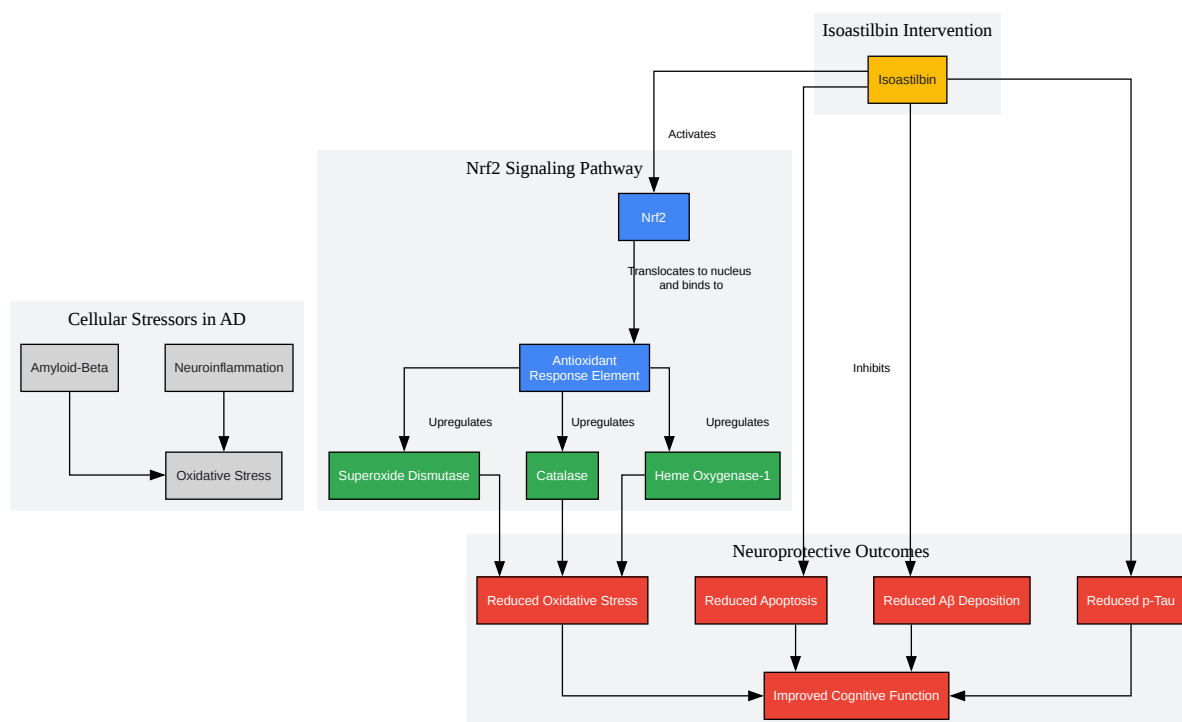 Isoastilbin Intervention
Isoastilbin
Activates
Nrf2 Signaling Pathway
Nrf2
Translocates to nucleus
and binds to
Cellular Stressors in AD
Amyloid-Beta
Neuroinflammation
Antioxidant
Response Element
Inhibits
Upregulates
Upregulates
Upregulates
Oxidative Stress
Superoxide Dismutase
Catalase
Heme Oxygenase-1
Neuroprotective Outcomes
Reduced Oxidative Stress
Reduced Apoptosis
Reduced Aβ Deposition
Reduced p-Tau
Improved Cognitive Function